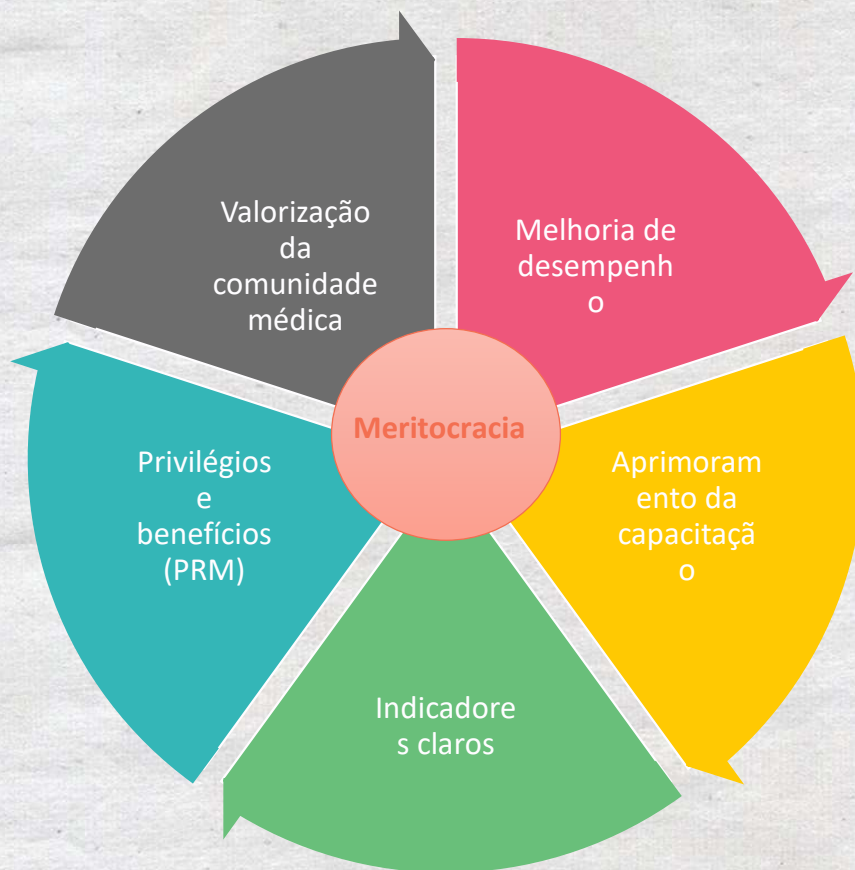 Valorização
da
comunidade
médica
Melhoria de
desempenh
o
Meritocracia
Privilégios
e
benefícios
(PRM)
Aprimoram
ento da
capacitaçã
o
Indicadore
s claros